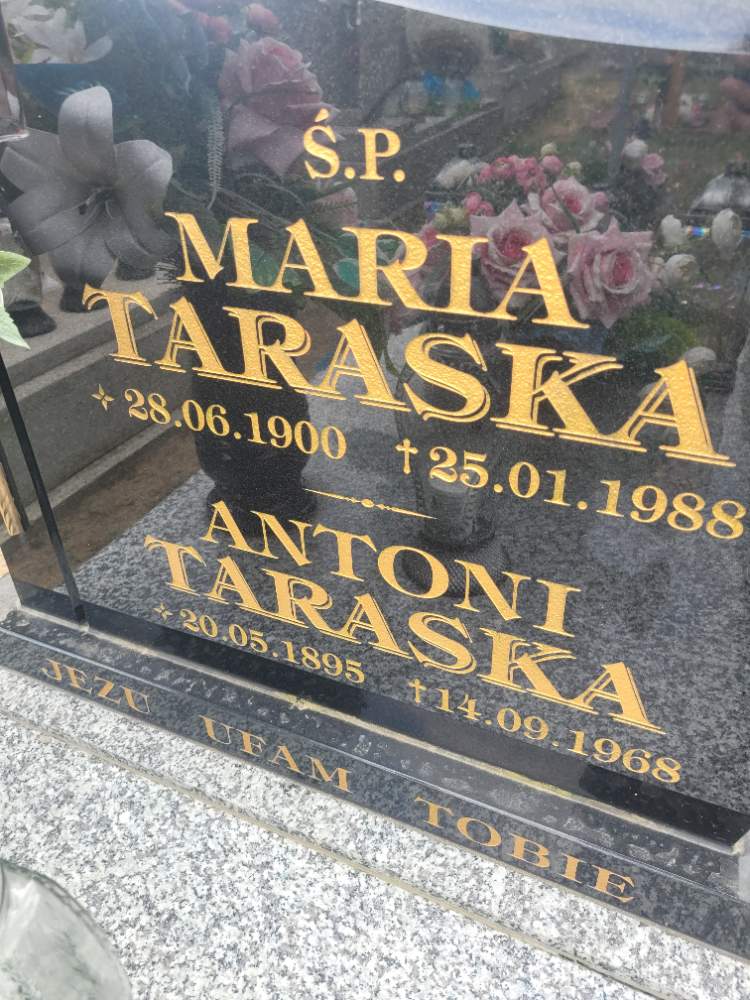 Ś.P.
MARIA
TARASKA
✧ 28.06.1900 † 25.01.1988
ANTONI
TARASKA
✧ 20.05.1895 † 14.09.1968
JEZU UFAM TOBIE